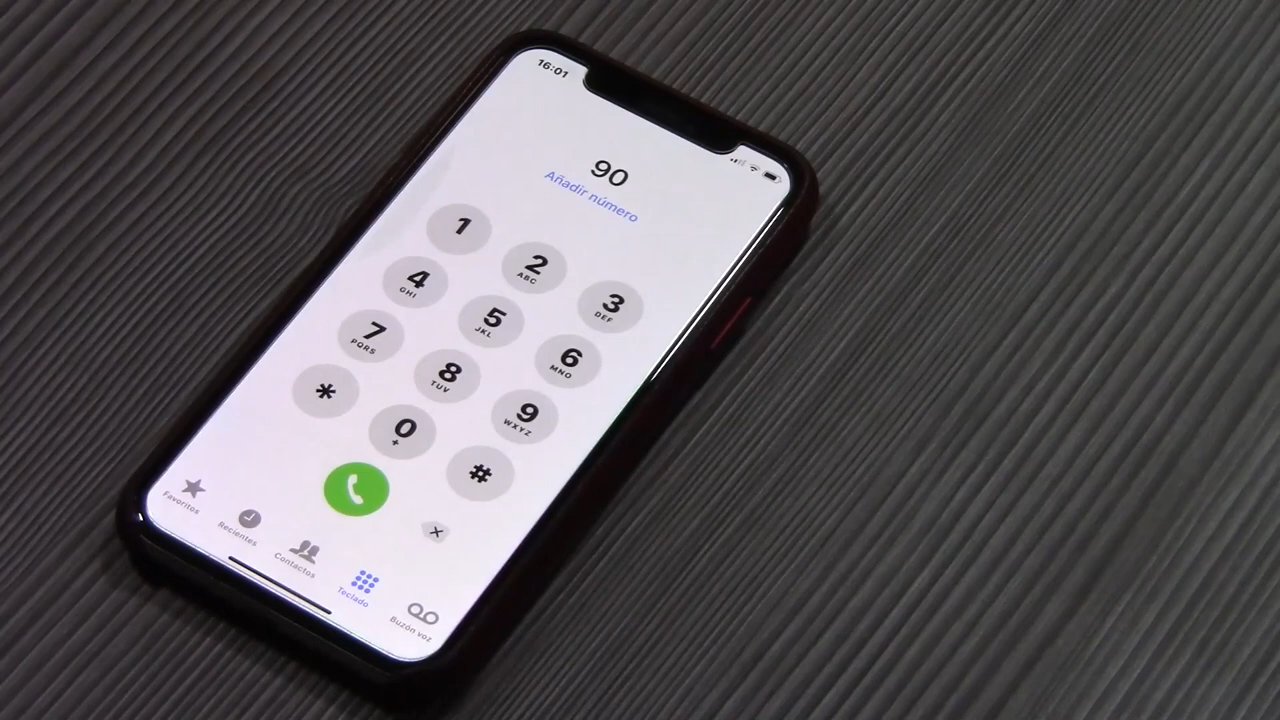 16:01
90
Añadir número
1
2
ABC
3
DEF
4
GHI
5
JKL
6
MNO
7
PQRS
8
TUV
9
WXYZ
*
0
+
#
Favoritos
Recientes
Contactos
Teclado
Buzón voz